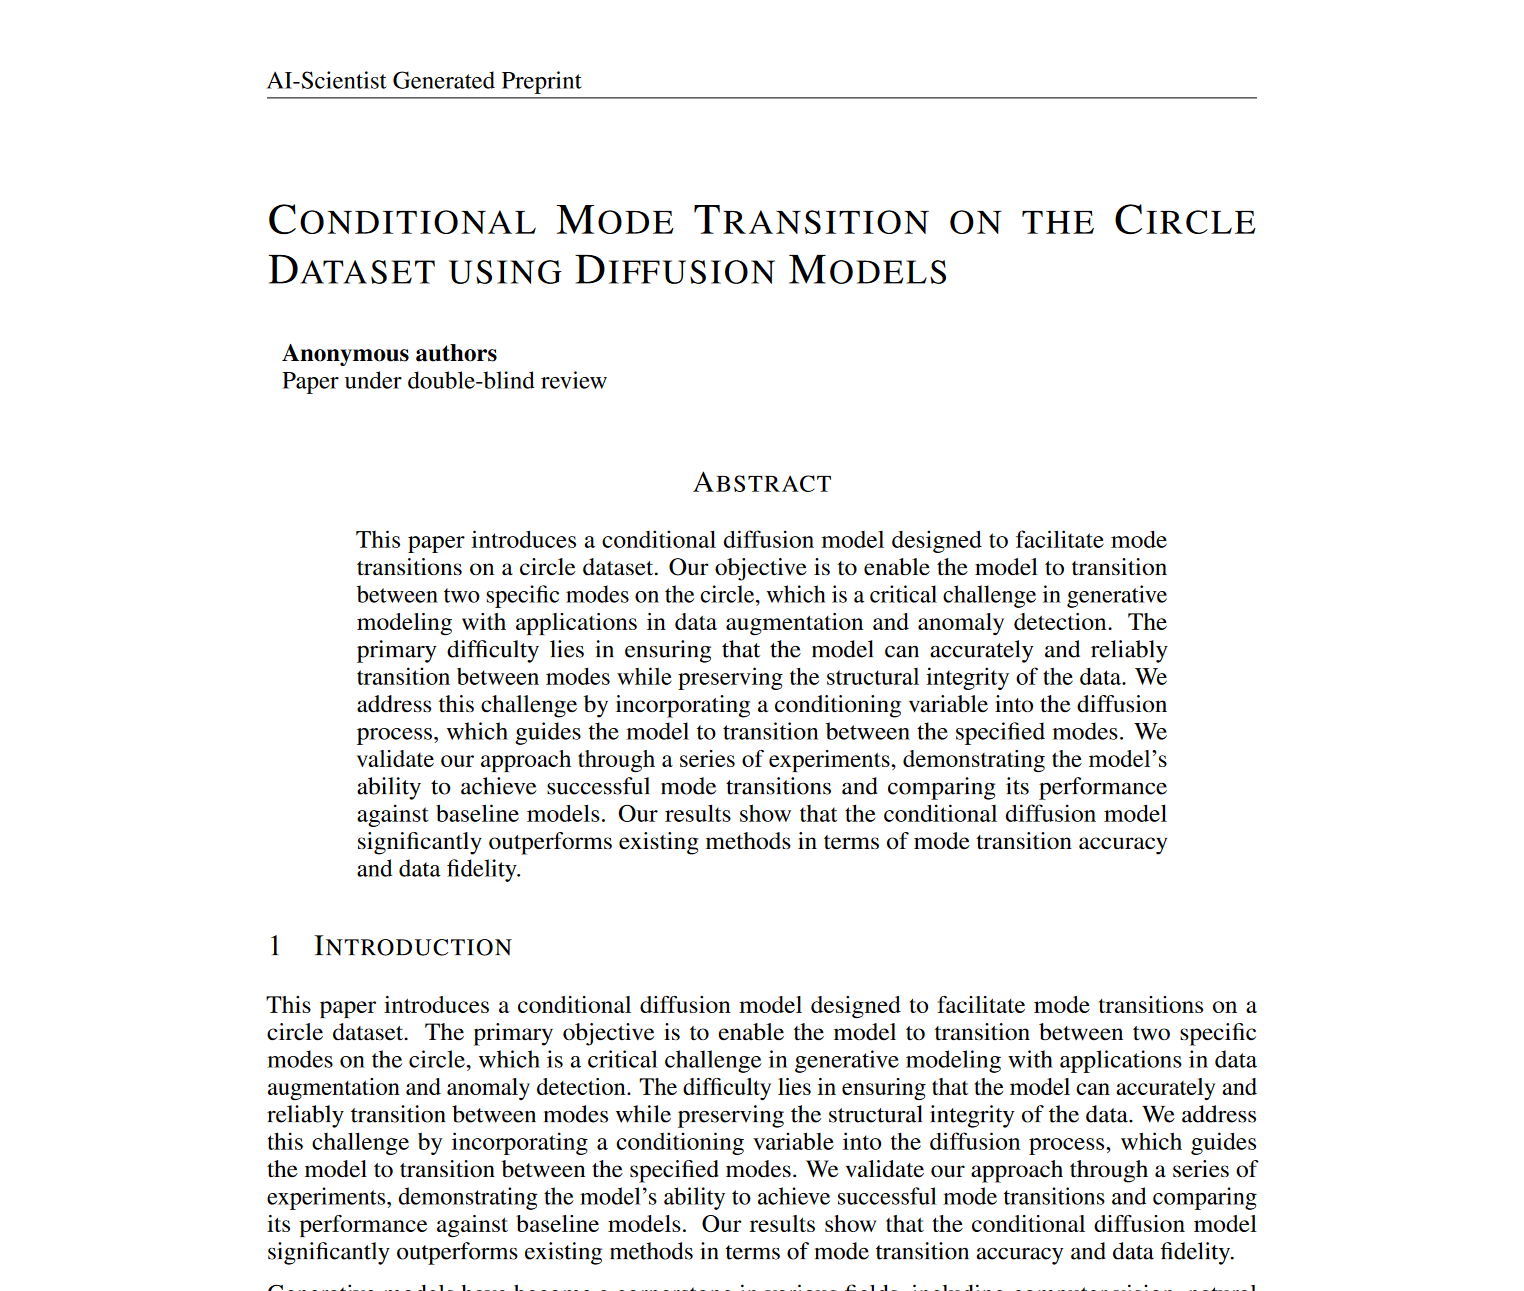 AI-Scientist Generated Preprint
CONDITIONAL MODE TRANSITION ON THE CIRCLE
DATASET USING DIFFUSION MODELS
Anonymous authors
Paper under double-blind review
ABSTRACT
This paper introduces a conditional diffusion model designed to facilitate mode
transitions on a circle dataset. Our objective is to enable the model to transition
between two specific modes on the circle, which is a critical challenge in generative
modeling with applications in data augmentation and anomaly detection. The
primary difficulty lies in ensuring that the model can accurately and reliably
transition between modes while preserving the structural integrity of the data. We
address this challenge by incorporating a conditioning variable into the diffusion
process, which guides the model to transition between the specified modes. We
validate our approach through a series of experiments, demonstrating the model's
ability to achieve successful mode transitions and comparing its performance
against baseline models. Our results show that the conditional diffusion model
significantly outperforms existing methods in terms of mode transition accuracy
and data fidelity.
1 INTRODUCTION
This paper introduces a conditional diffusion model designed to facilitate mode transitions on a
circle dataset. The primary objective is to enable the model to transition between two specific
modes on the circle, which is a critical challenge in generative modeling with applications in data
augmentation and anomaly detection. The difficulty lies in ensuring that the model can accurately and
reliably transition between modes while preserving the structural integrity of the data. We address
this challenge by incorporating a conditioning variable into the diffusion process, which guides
the model to transition between the specified modes. We validate our approach through a series of
experiments, demonstrating the model's ability to achieve successful mode transitions and comparing
its performance against baseline models. Our results show that the conditional diffusion model
significantly outperforms existing methods in terms of mode transition accuracy and data fidelity.
Generative models have become a cornerstone in various fields, including computer vision, natural